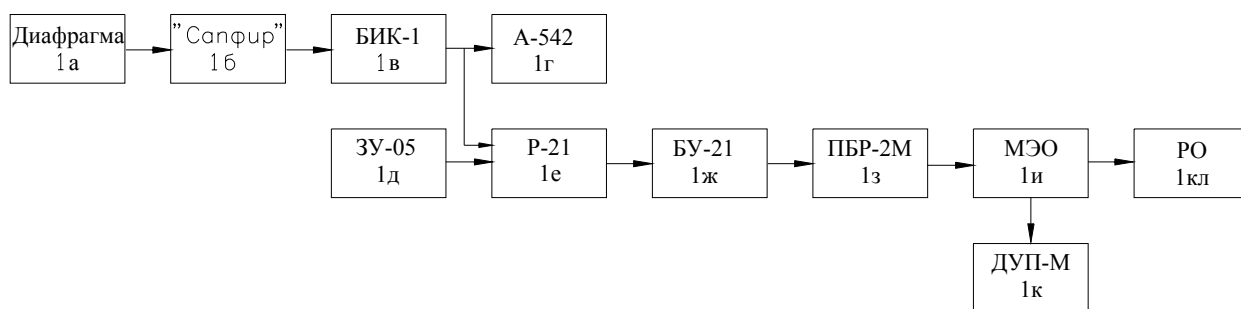 Диафрагма
1а
"Сапфир"
1б
БИК-1
1в
А-542
1г
ЗУ-05
1д
Р-21
1е
БУ-21
1ж
ПБР-2М
1з
МЭО
1и
РО
1кл
ДУП-М
1к